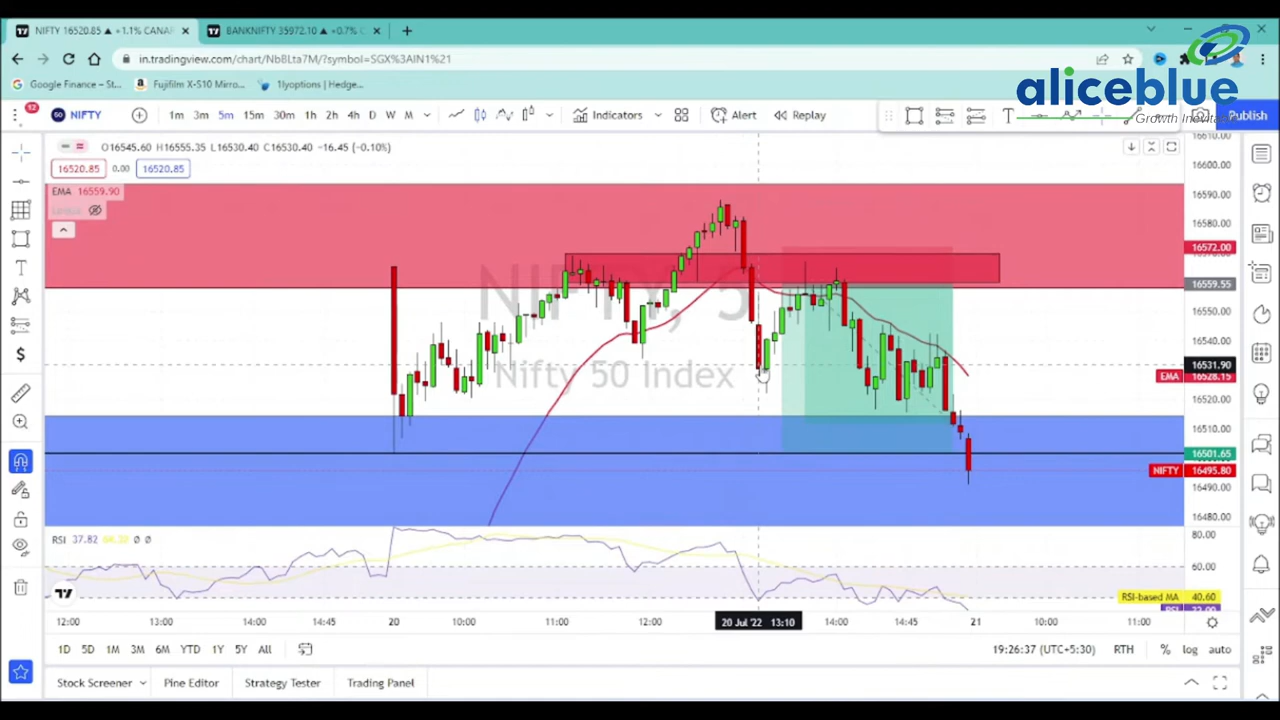 NIFTY 16520.85 ▲ +1.1% CANAR
BANKNIFTY 35972.10 ▲ +0.7%
in.tradingview.com/chart/NbBLta7M/?symbol=SGX%3AIN1%21
Google Finance - St...
Fujifilm X-S10 Mirro...
1lyoptions | Hedge...
aliceblue
12
NIFTY
1m 3m 5m 15m 30m 1h 2h 4h D W M
Indicators
Alert
Replay
Publish
50
O16545.60 H16555.35 L16530.40 C16530.40 -16.45 (-0.10%)
16520.85 0.00 16520.85
EMA 16559.90
16610.00
16600.00
16590.00
16580.00
16572.00
16559.55
16550.00
16540.00
16531.90
EMA 16528.15
16520.00
16510.00
16501.65
NIFTY 16495.80
16490.00
16480.00
NIFTY, 5
Nifty 50 Index
RSI 37.82
80.00
60.00
RSI-based MA 40.60
12:00 13:00 14:00 14:45 20 10:00 11:00 12:00 20 Jul '22 13:10 14:00 14:45 21 10:00 11:00
1D 5D 1M 3M 6M YTD 1Y 5Y All
19:26:37 (UTC+5:30) RTH % log auto
Stock Screener Pine Editor Strategy Tester Trading Panel